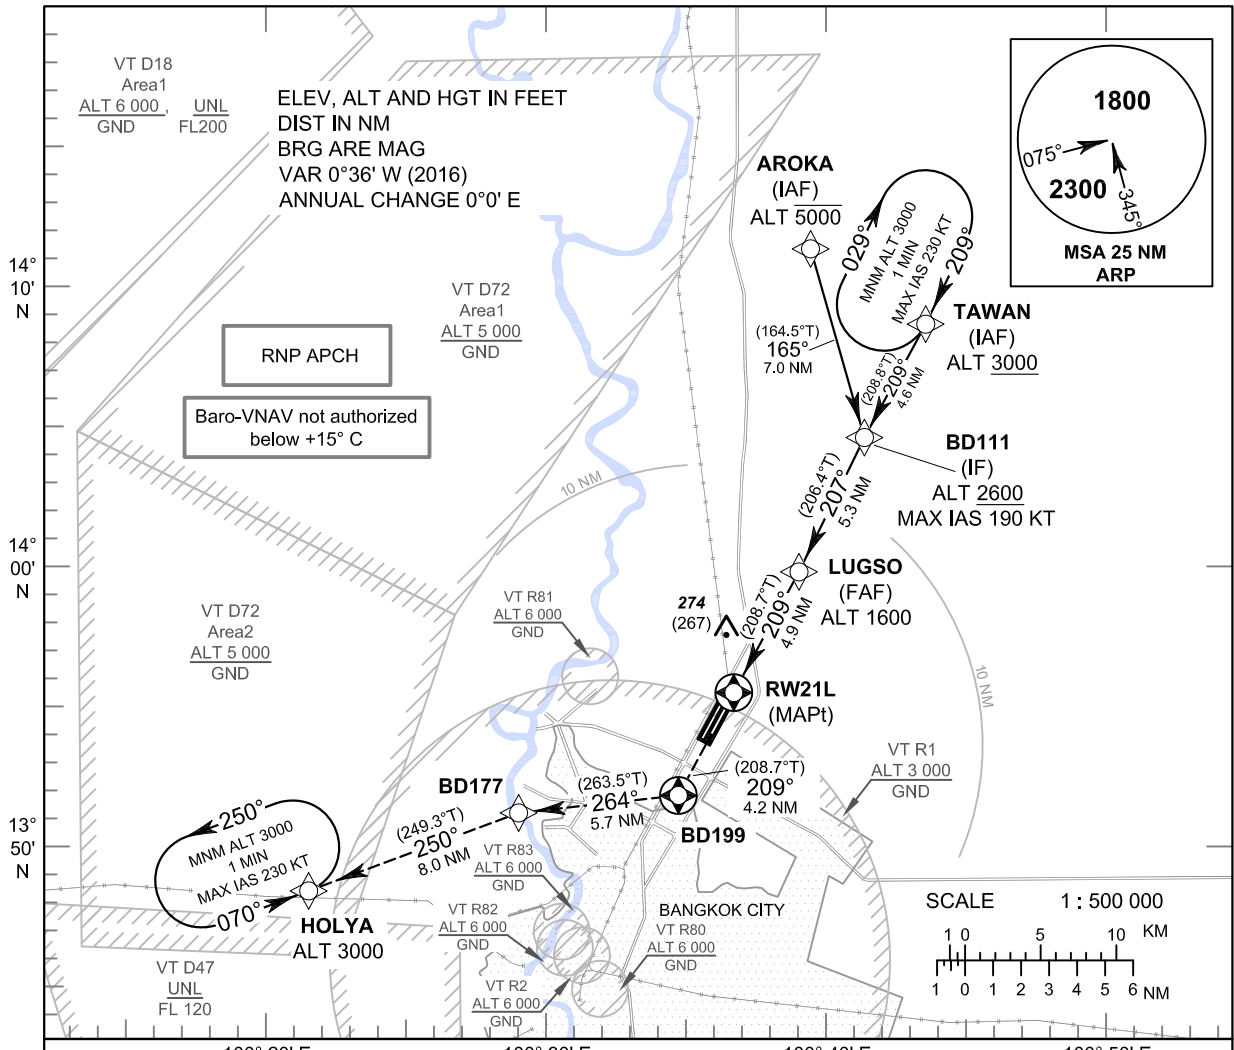 VT D18
Area1
ALT 6 000 , UNL
GND FL200
ELEV, ALT AND HGT IN FEET
DIST IN NM
BRG ARE MAG
VAR 0°36' W (2016)
ANNUAL CHANGE 0°0' E
1800
075°
2300
345°
MSA 25 NM
ARP
AROKA
(IAF)
ALT 5000
029°
MNM ALT 3000
1 MIN
MAX IAS 230 KT
209°
TAWAN
(IAF)
ALT 3000
14°
10'
N
VT D72
Area1
ALT 5 000
GND
RNP APCH
Baro-VNAV not authorized
below +15° C
(164.5°T)
165°
7.0 NM
(208.8°T)
209°
4.6 NM
BD111
(IF)
ALT 2600
MAX IAS 190 KT
10 NM
(206.4°T)
207°
5.3 NM
14°
00'
N
LUGSO
(FAF)
ALT 1600
VT R81
ALT 6 000
GND
274
(267)
(208.7°T)
209°
4.9 NM
VT D72
Area2
ALT 5 000
GND
10 NM
RW21L
(MAPt)
VT R1
ALT 3 000
GND
(208.7°T)
209°
4.2 NM
BD177
(263.5°T)
264°
5.7 NM
BD199
250°
MNM ALT 3000
1 MIN
MAX IAS 230 KT
070°
(249.3°T)
250°
8.0 NM
13°
50'
N
VT R83
ALT 6 000
GND
HOLYA
ALT 3000
VT R82
ALT 6 000
GND
BANGKOK CITY
VT R80
ALT 6 000
GND
SCALE 1 : 500 000
1 0 5 10 KM
1 0 1 2 3 4 5 6 NM
VT D47
UNL
FL 120
VT R2
ALT 6 000
GND